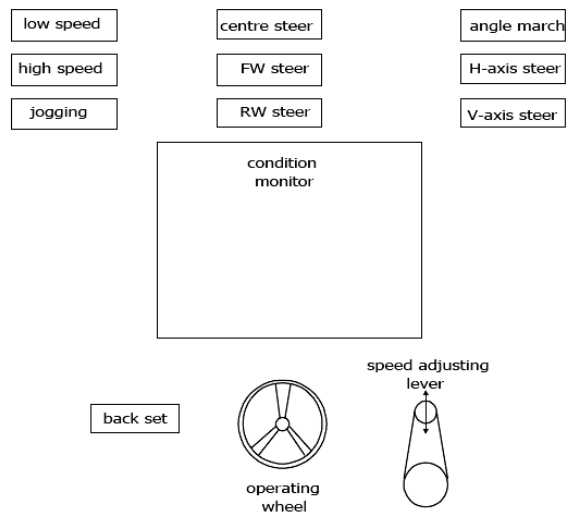 low speed
centre steer
angle march
high speed
FW steer
H-axis steer
jogging
RW steer
V-axis steer
condition
monitor
speed adjusting
lever
back set
operating
wheel